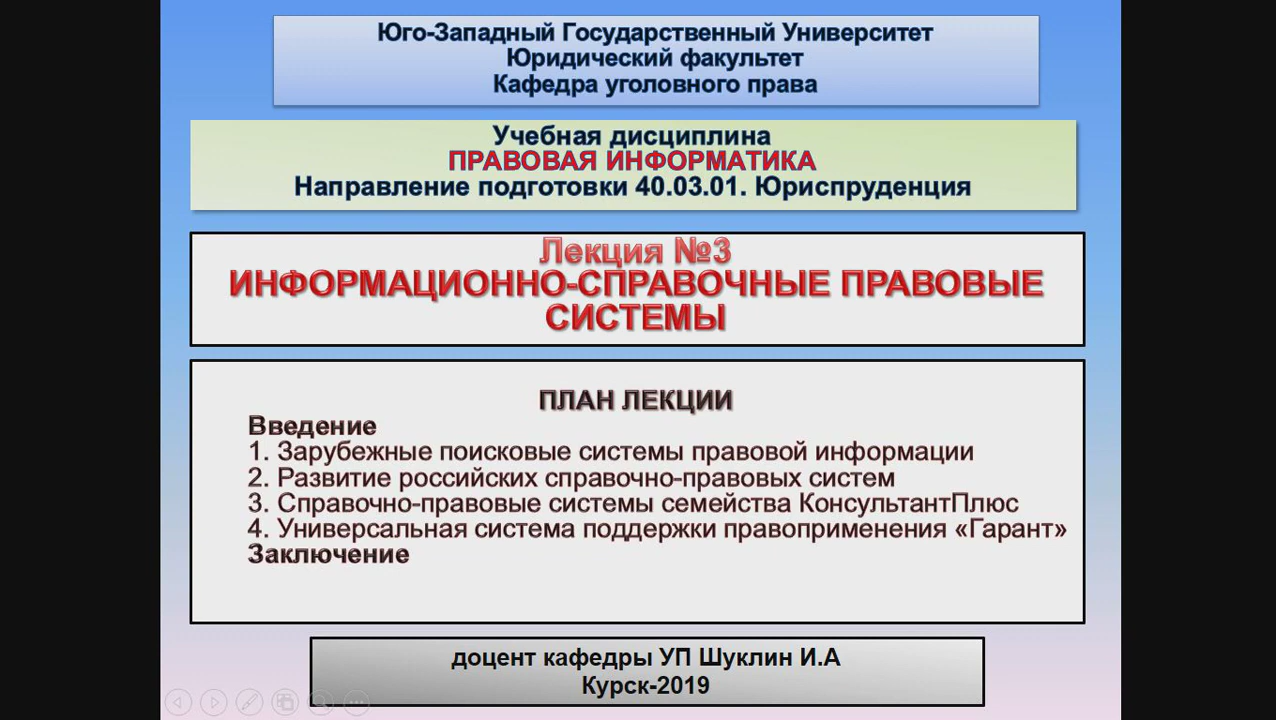 Юго-Западный Государственный Университет
Юридический факультет
Кафедра уголовного права
Учебная дисциплина
ПРАВОВАЯ ИНФОРМАТИКА
Направление подготовки 40.03.01. Юриспруденция
Лекция №3
ИНФОРМАЦИОННО-СПРАВОЧНЫЕ ПРАВОВЫЕ
СИСТЕМЫ
ПЛАН ЛЕКЦИИ
Введение
1. Зарубежные поисковые системы правовой информации
2. Развитие российских справочно-правовых систем
3. Справочно-правовые системы семейства КонсультантПлюс
4. Универсальная система поддержки правоприменения «Гарант»
Заключение
доцент кафедры УП Шуклин И.А
Курск-2019